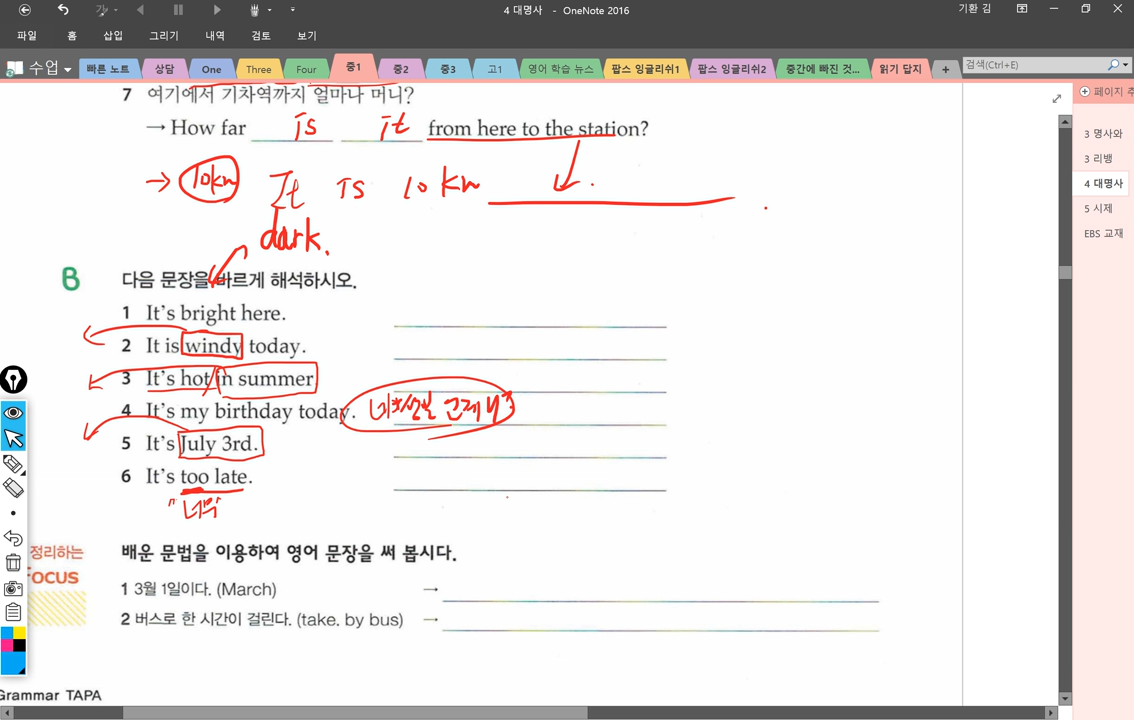 4 대명사 - OneNote 2016
기환 김
파일 홈 삽입 그리기 내역 검토 보기
수업 빠른 노트 상담 One Three Four 중1 중2 중3 고1 영어 학습 뉴스 팝스 잉글리쉬1 팝스 잉글리쉬2 중간에 빠진 것... 읽기 답지 + 검색(Ctrl+E)
페이지 추
3 명사와
3 리뱅
4 대명사
5 시제
EBS 교재
7 여기에서 기차역까지 얼마나 머니?
→ How far is it from here to the station?
→ 10km It is 10 km .
dark.
B 다음 문장을 바르게 해석하시오.
1 It's bright here.
2 It is windy today.
3 It's hot in summer
4 It's my birthday today.
5 It's July 3rd.
6 It's too late.
"너무"
정리하는
FOCUS
배운 문법을 이용하여 영어 문장을 써 봅시다.
1 3월 1일이다. (March) →
2 버스로 한 시간이 걸린다. (take. by bus) →
Grammar TAPA